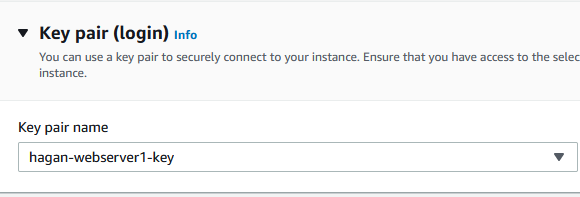 Key pair (login) Info
You can use a key pair to securely connect to your instance. Ensure that you have access to the selec
instance.
Key pair name
hagan-webserver1-key